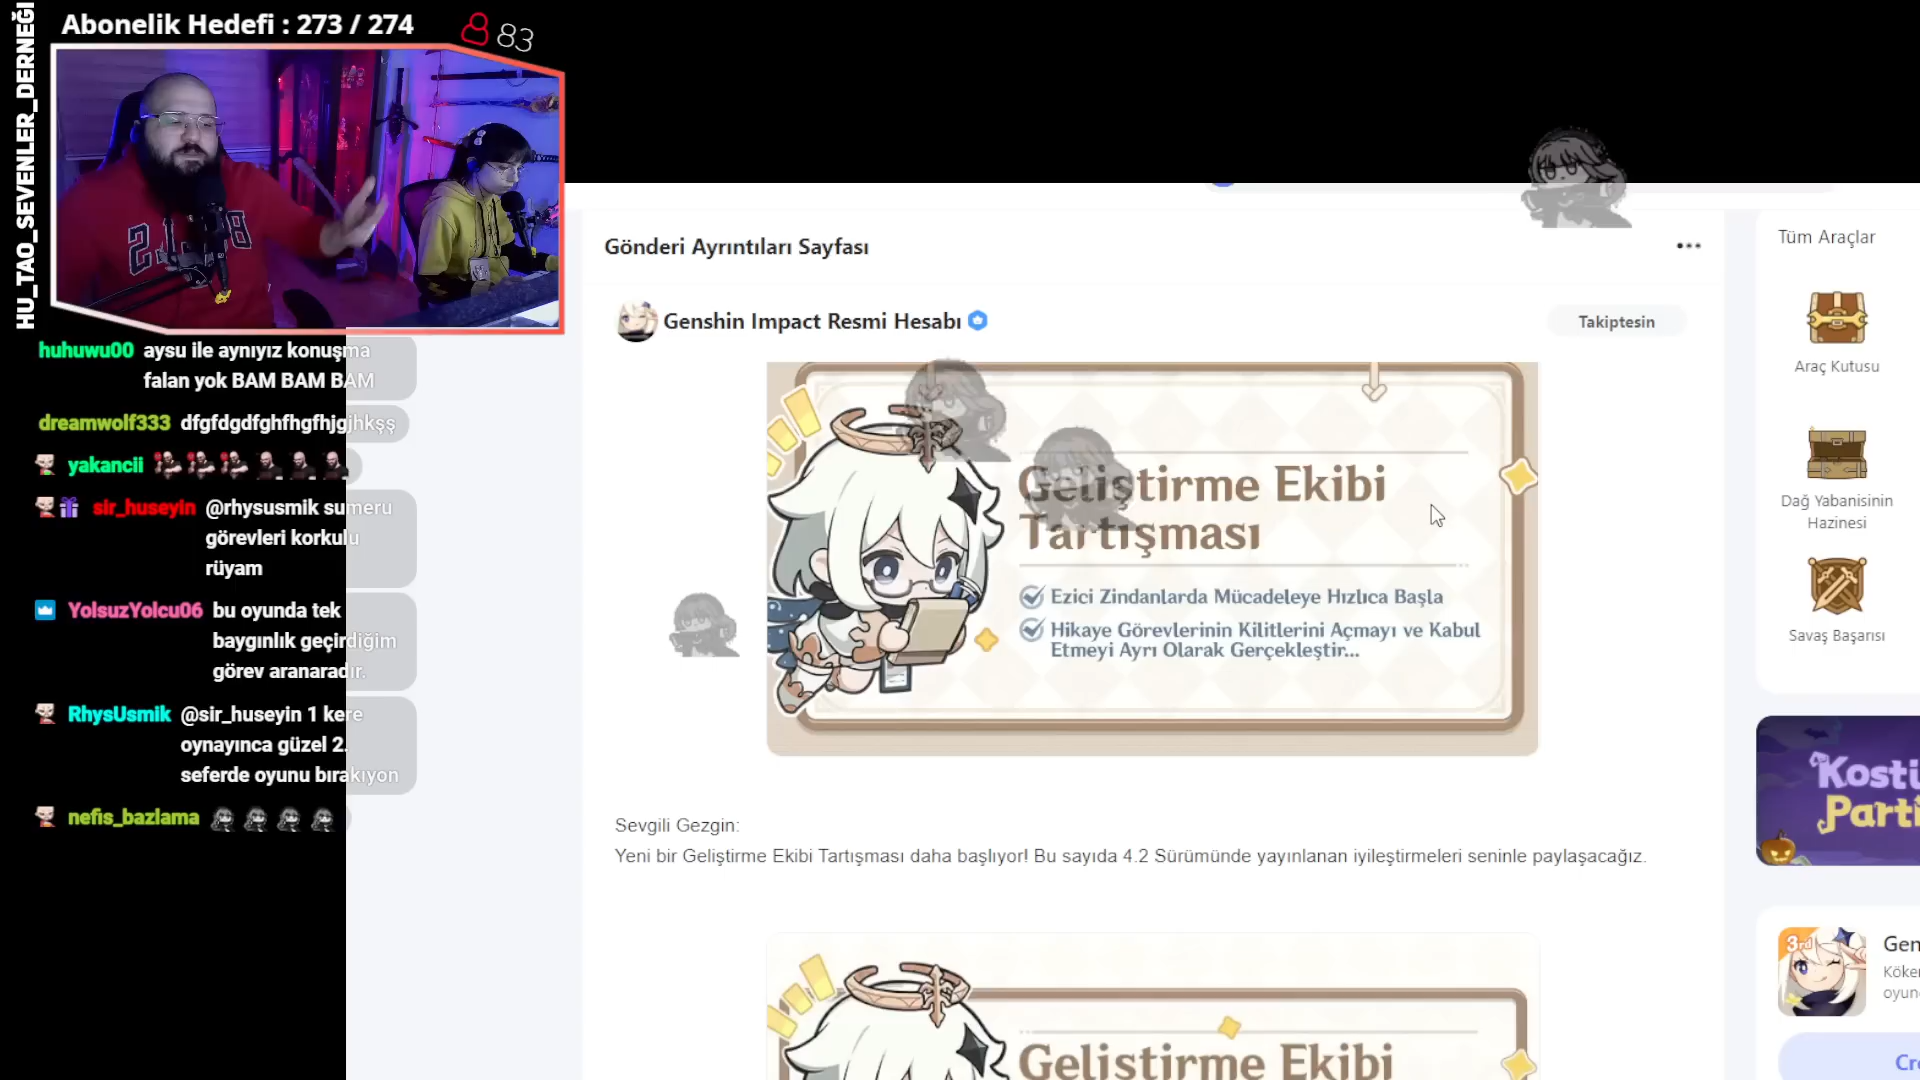 Abonelik Hedefi : 273 / 274
83
HU_TAO_SEVENLER_DERNEĞİ
huhuwu00 aysu ile aynıyız konuşma
falan yok BAM BAM BAM
dreamwolf333 dfgfdgdfghfhgfhjgjhkşş
yakancii
sir_huseyin @rhysusmik sumeru
görevleri korkulu
rüyam
YolsuzYolcu06 bu oyunda tek
baygınlık geçirdiğim
görev aranaradır.
RhysUsmik @sir_huseyin 1 kere
oynayınca güzel 2.
seferde oyunu bırakıyon
nefis_bazlama
Gönderi Ayrıntıları Sayfası
Genshin Impact Resmi Hesabı
Takiptesin
Geliştirme Ekibi
Tartışması
Ezici Zindanlarda Mücadeleye Hızlıca Başla
Hikaye Görevlerinin Kilitlerini Açmayı ve Kabul
Etmeyi Ayrı Olarak Gerçekleştir...
Sevgili Gezgin:
Yeni bir Geliştirme Ekibi Tartışması daha başlıyor! Bu sayıda 4.2 Sürümünde yayınlanan iyileştirmeleri seninle paylaşacağız.
Geliştirme Ekibi
Tüm Araçlar
Araç Kutusu
Dağ Yabanisinin
Hazinesi
Savaş Başarısı
Kostü
Parti
3rd
Gen
Köker
oyunc
Cre